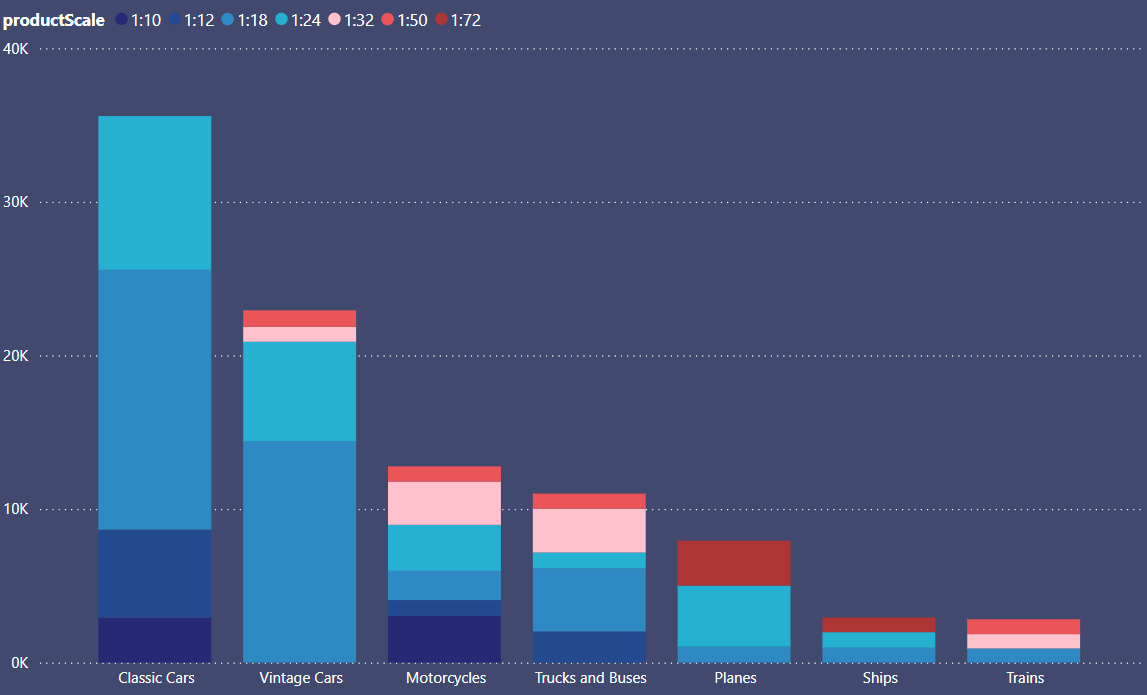 productScale 1:10 1:12 1:18 1:24 1:32 1:50 1:72
40K
30K
20K
10K
0K
Classic Cars Vintage Cars Motorcycles Trucks and Buses Planes Ships Trains